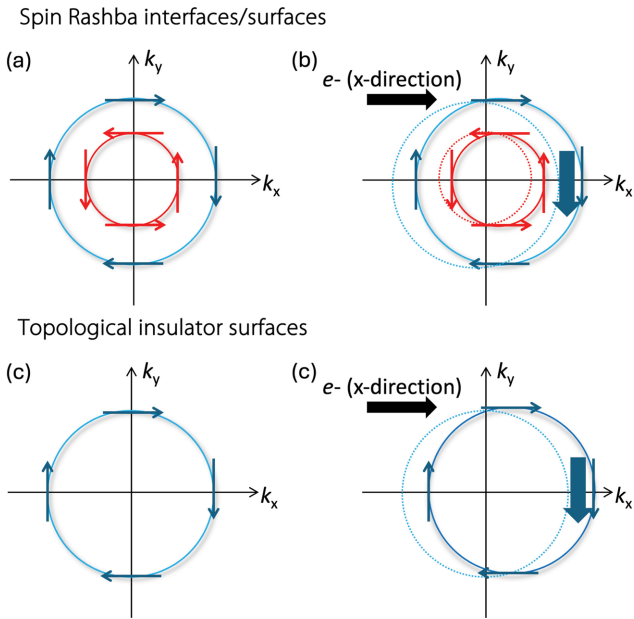 Spin Rashba interfaces/surfaces
(a)
ky
kx
(b)
e- (x-direction)
ky
kx
Topological insulator surfaces
(c)
ky
kx
(c)
e- (x-direction)
ky
kx